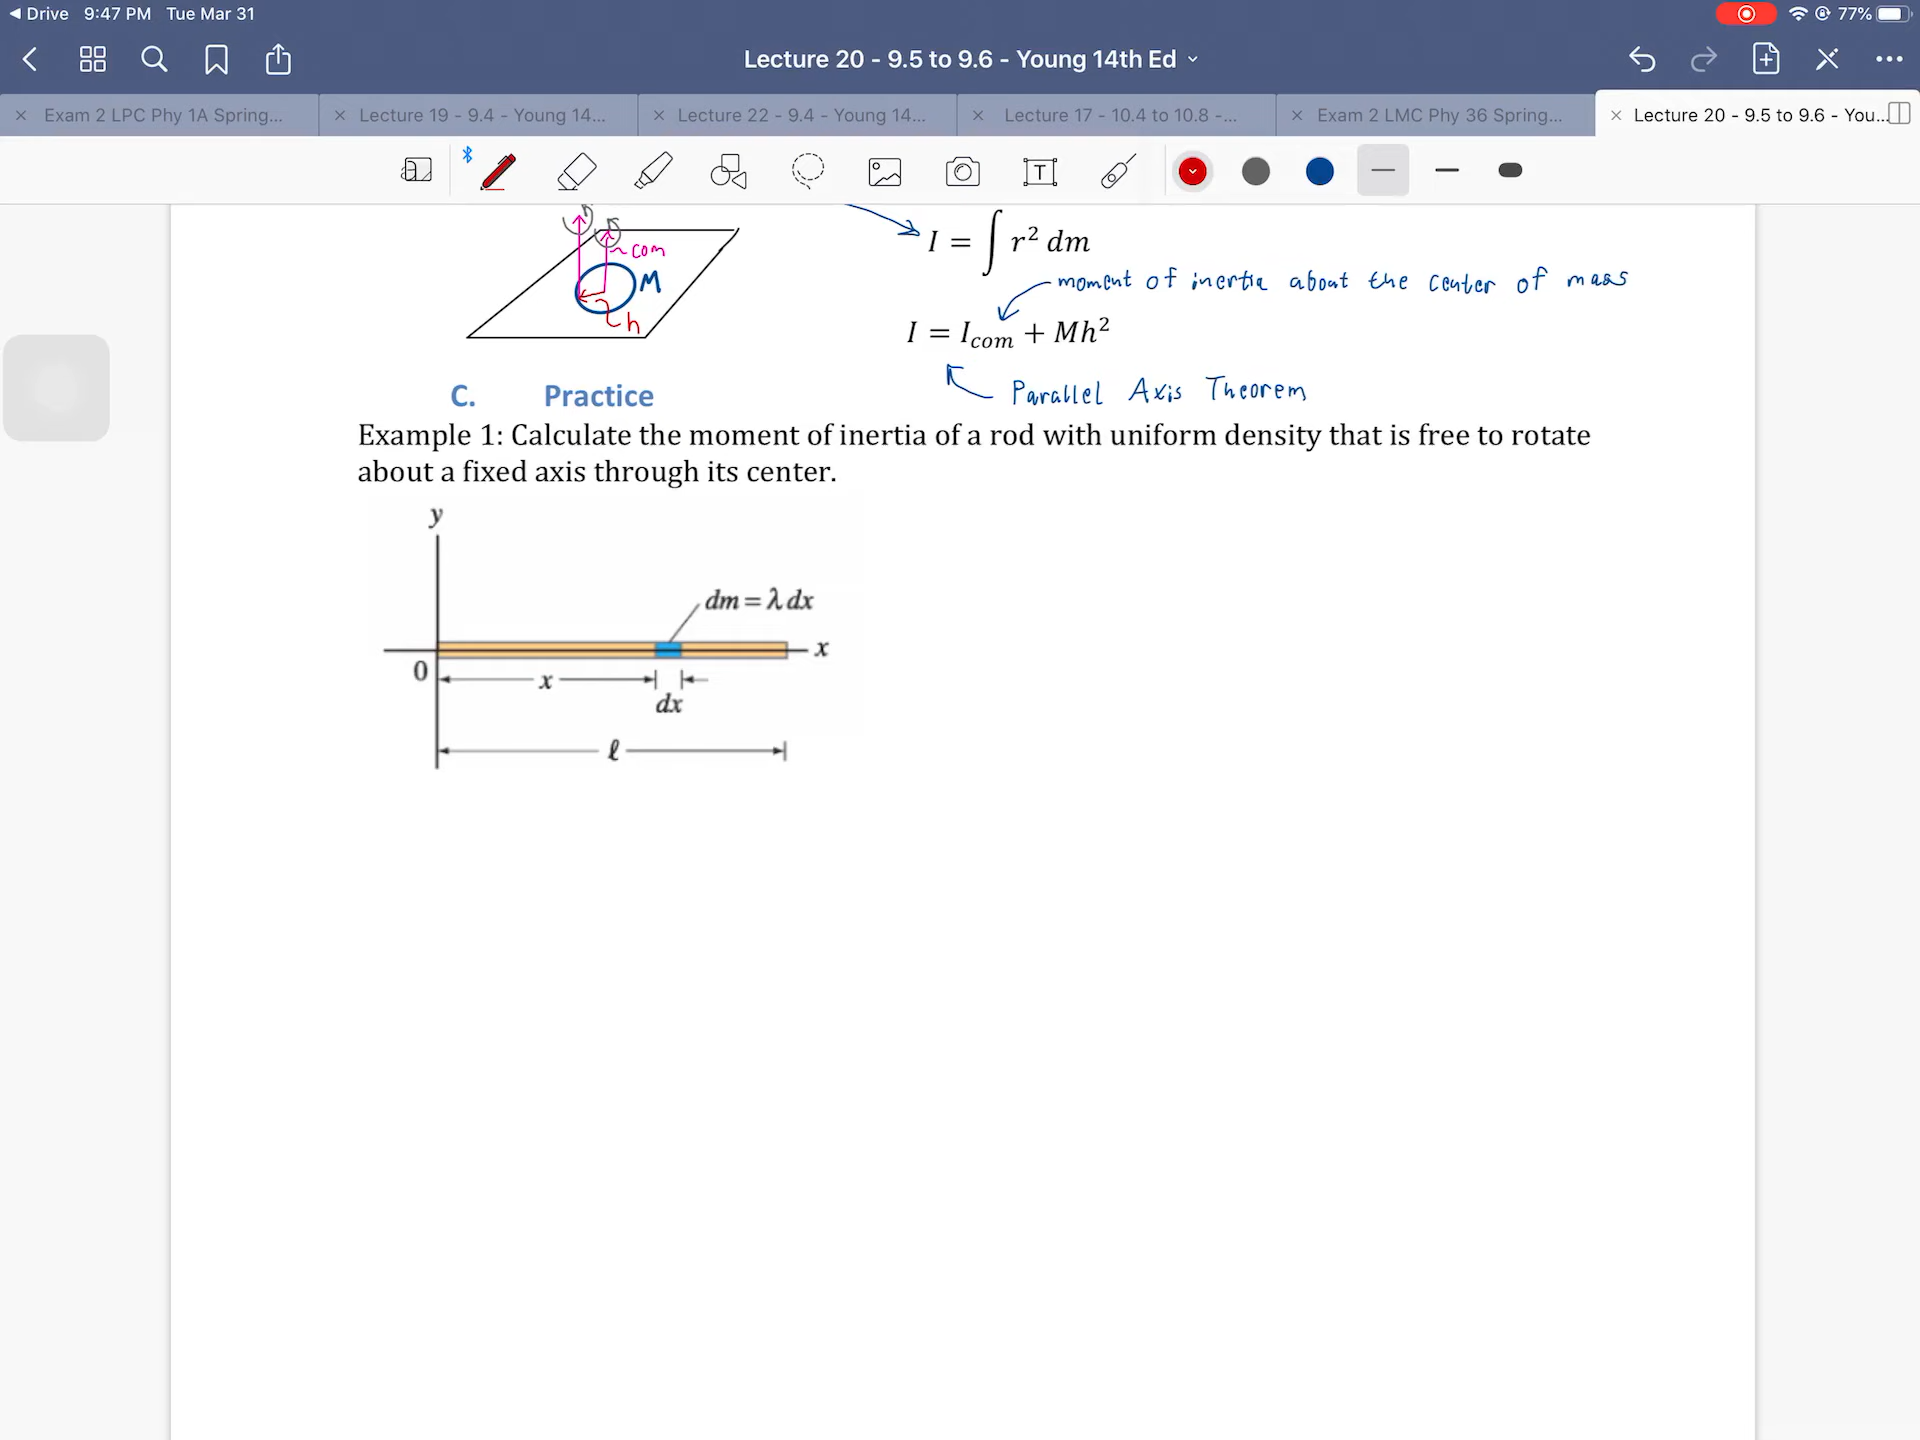 Drive 9:47 PM Tue Mar 31
77%
Lecture 20 - 9.5 to 9.6 - Young 14th Ed
Exam 2 LPC Phy 1A Spring...
Lecture 19 - 9.4 - Young 14...
Lecture 22 - 9.4 - Young 14...
Lecture 17 - 10.4 to 10.8 -...
Exam 2 LMC Phy 36 Spring...
Lecture 20 - 9.5 to 9.6 - You...
T
com
M
h
I = ∫ r² dm
moment of inertia about the center of mass
I = I_com + Mh²
Parallel Axis Theorem
C. Practice
Example 1: Calculate the moment of inertia of a rod with uniform density that is free to rotate
about a fixed axis through its center.
y
dm = λ dx
x
0
x
dx
ℓ